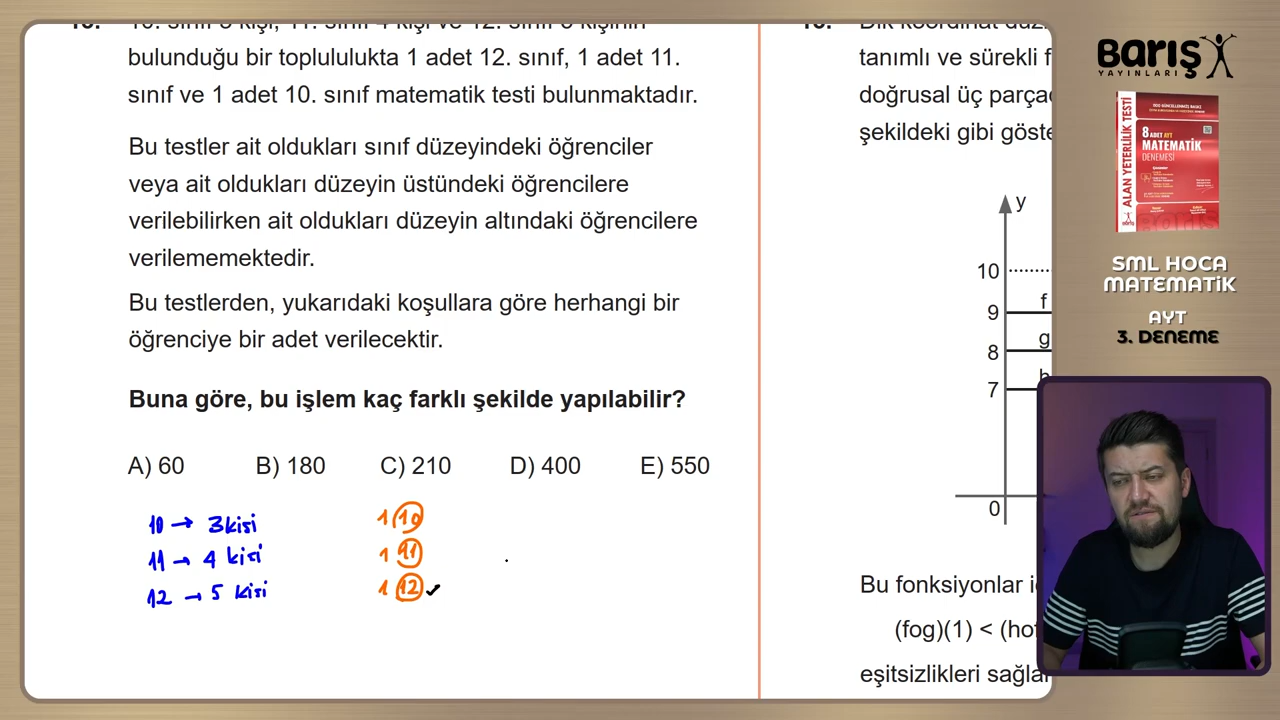 bulunduğu bir toplululukta 1 adet 12. sınıf, 1 adet 11.
sınıf ve 1 adet 10. sınıf matematik testi bulunmaktadır.
Bu testler ait oldukları sınıf düzeyindeki öğrenciler
veya ait oldukları düzeyin üstündeki öğrencilere
verilebilirken ait oldukları düzeyin altındaki öğrencilere
verilememektedir.
Bu testlerden, yukarıdaki koşullara göre herhangi bir
öğrenciye bir adet verilecektir.
Buna göre, bu işlem kaç farklı şekilde yapılabilir?
A) 60 B) 180 C) 210 D) 400 E) 550
10 → 3 kisi
11 → 4 kisi
12 → 5 kisi
1 10
1 11
1 12 ✓
tanımlı ve sürekli f
doğrusal üç parçad
şekildeki gibi göste
y
10
9 f
8 g
7
0
Bu fonksiyonlar i
(fog)(1) < (ho
eşitsizlikleri sağla
BARIŞ
YAYINLARI
ALAN YETERLİLİK TESTİ
8 ADET AYT
MATEMATİK
DENEMESİ
SML HOCA
MATEMATİK
AYT
3. DENEME